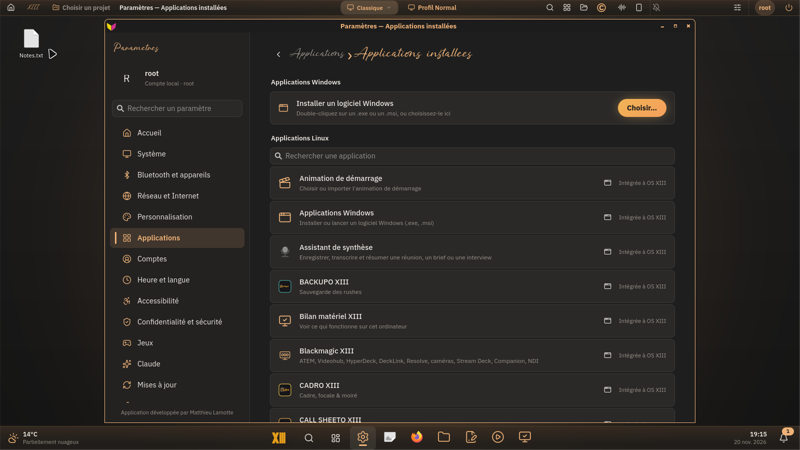 Choisir un projet
Paramètres — Applications installées
Classique
Profil Normal
root
Notes.txt
Paramètres — Applications installées
Paramètres
R
root
Compte local · root
Rechercher un paramètre
Accueil
Système
Bluetooth et appareils
Réseau et Internet
Personnalisation
Applications
Comptes
Heure et langue
Accessibilité
Confidentialité et sécurité
Jeux
Claude
Mises à jour
Application développée par Matthieu Lamotte
Applications
Applications installées
Applications Windows
Installer un logiciel Windows
Double-cliquez sur un .exe ou un .msi, ou choisissez-le ici
Choisir…
Applications Linux
Rechercher une application
Animation de démarrage
Choisir ou importer l'animation de démarrage
Intégrée à OS XIII
Applications Windows
Installer ou lancer un logiciel Windows (.exe, .msi)
Intégrée à OS XIII
Assistant de synthèse
Enregistrer, transcrire et résumer une réunion, un brief ou une interview
Intégrée à OS XIII
BACKUPO XIII
Sauvegarde des rushes
Intégrée à OS XIII
Bilan matériel XIII
Voir ce qui fonctionne sur cet ordinateur
Intégrée à OS XIII
Blackmagic XIII
ATEM, Videohub, HyperDeck, DeckLink, Resolve, caméras, Stream Deck, Companion, NDI
Intégrée à OS XIII
CADRO XIII
Cadre, focale & moiré
Intégrée à OS XIII
CALL SHEETO XIII
14°C
Partiellement nuageux
XIII
19:15
20 nov. 2026
1